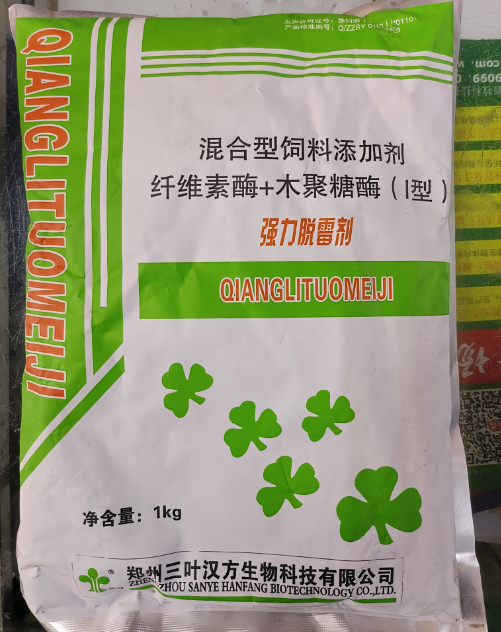 QIANGLITUOMEIJI
混合型饲料添加剂
纤维素酶+木聚糖酶（I型）
强力脱霉剂
QIANGLITUOMEIJI
净含量：1kg
郑州三叶汉方生物科技有限公司
ZHENGZHOU SANYE HANFANG BIOTECHNOLOGY CO.,LTD.
9099